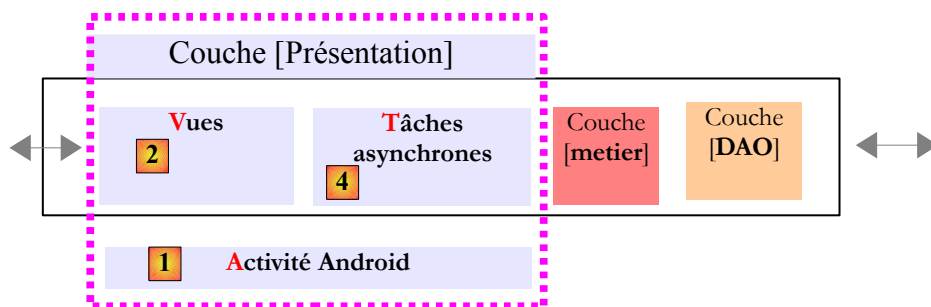 Couche [Présentation]
Vues
2
Tâches
asynchrones
4
Couche
[metier]
Couche
[DAO]
1
Activité Android